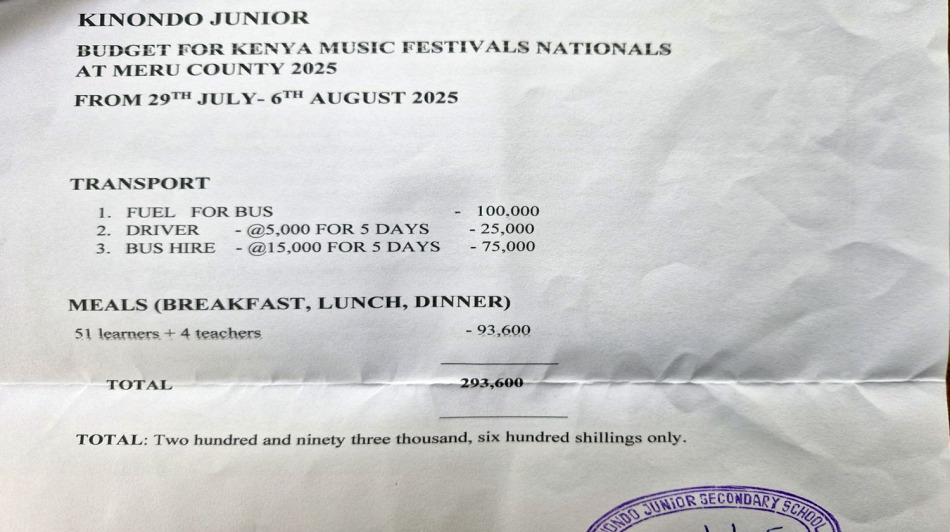 KINONDO JUNIOR
BUDGET FOR KENYA MUSIC FESTIVALS NATIONALS
AT MERU COUNTY 2025
FROM 29TH JULY- 6TH AUGUST 2025
TRANSPORT
1. FUEL FOR BUS - 100,000
2. DRIVER - @5,000 FOR 5 DAYS - 25,000
3. BUS HIRE - @15,000 FOR 5 DAYS - 75,000
MEALS (BREAKFAST, LUNCH, DINNER)
51 learners + 4 teachers - 93,600
TOTAL 293,600
TOTAL: Two hundred and ninety three thousand, six hundred shillings only.
ONDO JUNIOR SECONDARY SCHOOL